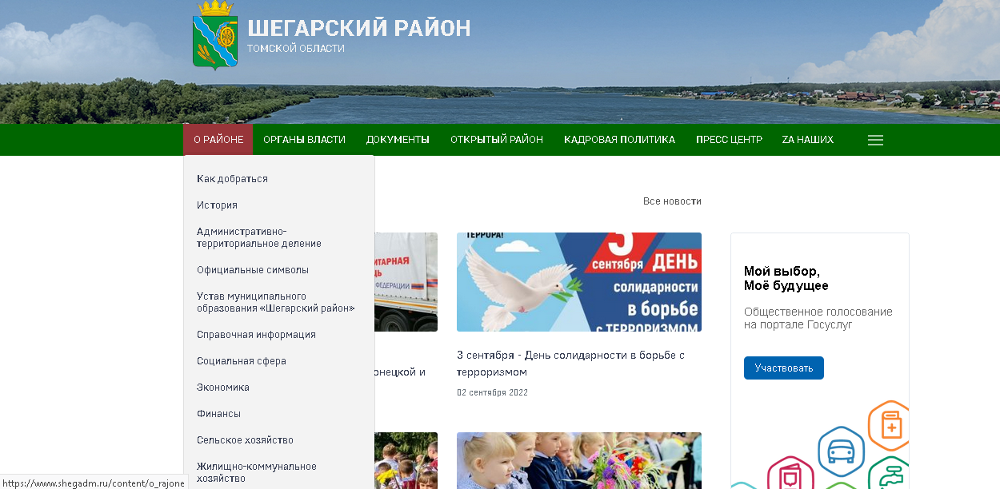 ШЕГАРСКИЙ РАЙОН
ТОМСКОЙ ОБЛАСТИ
О РАЙОНЕ ОРГАНЫ ВЛАСТИ ДОКУМЕНТЫ ОТКРЫТЫЙ РАЙОН КАДРОВАЯ ПОЛИТИКА ПРЕСС ЦЕНТР ZА НАШИХ
Как добраться
История
Административно-
территориальное деление
Официальные символы
Устав муниципального
образования «Шегарский район»
Справочная информация
Социальная сфера
Экономика
Финансы
Сельское хозяйство
Жилищно-коммунальное
хозяйство
Все новости
ФЕДЕРАЦИИ
ТЕРРОРА!
3
сентября ДЕНЬ
солидарности
в борьбе
с ТЕРРОРИЗМОМ
3 сентября - День солидарности в борьбе с
терроризмом
02 сентября 2022
Мой выбор,
Моё будущее
Общественное голосование
на портале Госуслуг
Участвовать
https://www.shegadm.ru/content/o_rajone